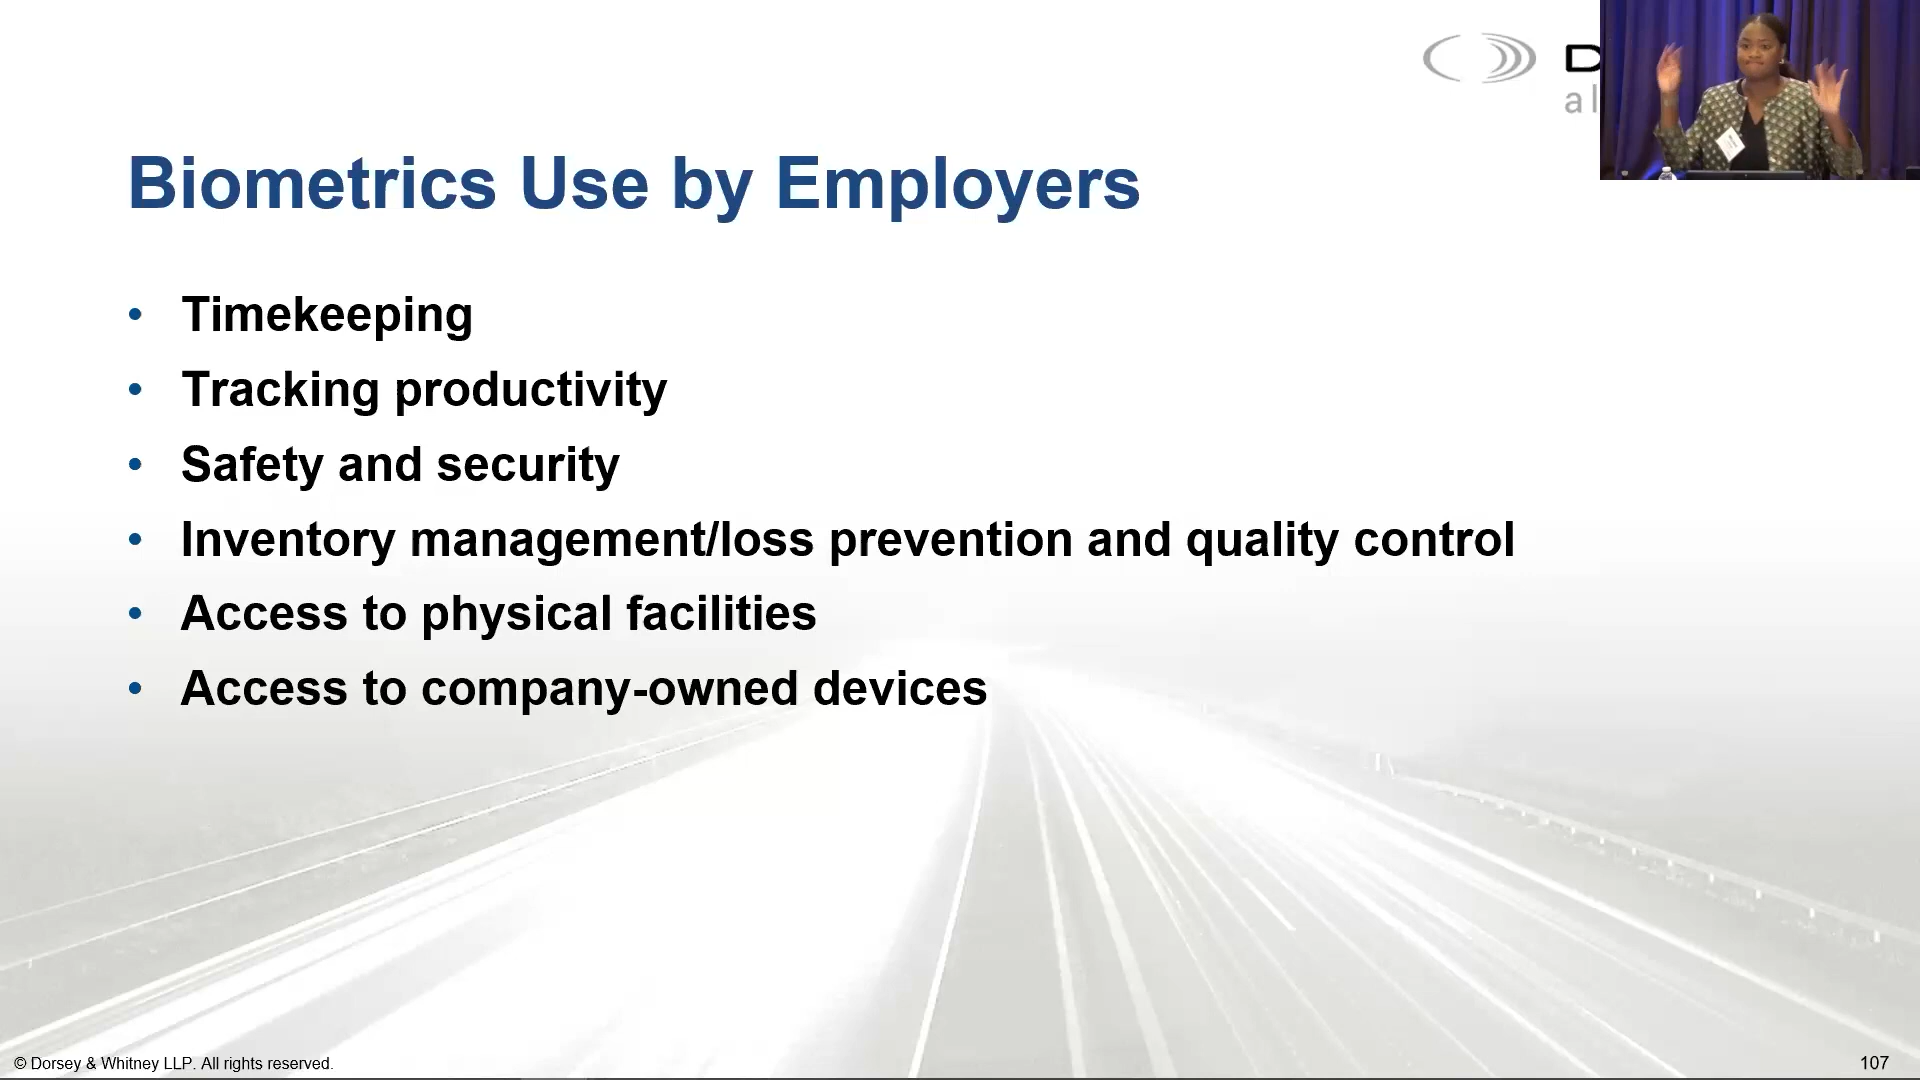 D
al
Biometrics Use by Employers
• Timekeeping
• Tracking productivity
• Safety and security
• Inventory management/loss prevention and quality control
• Access to physical facilities
• Access to company-owned devices
© Dorsey & Whitney LLP. All rights reserved.
107